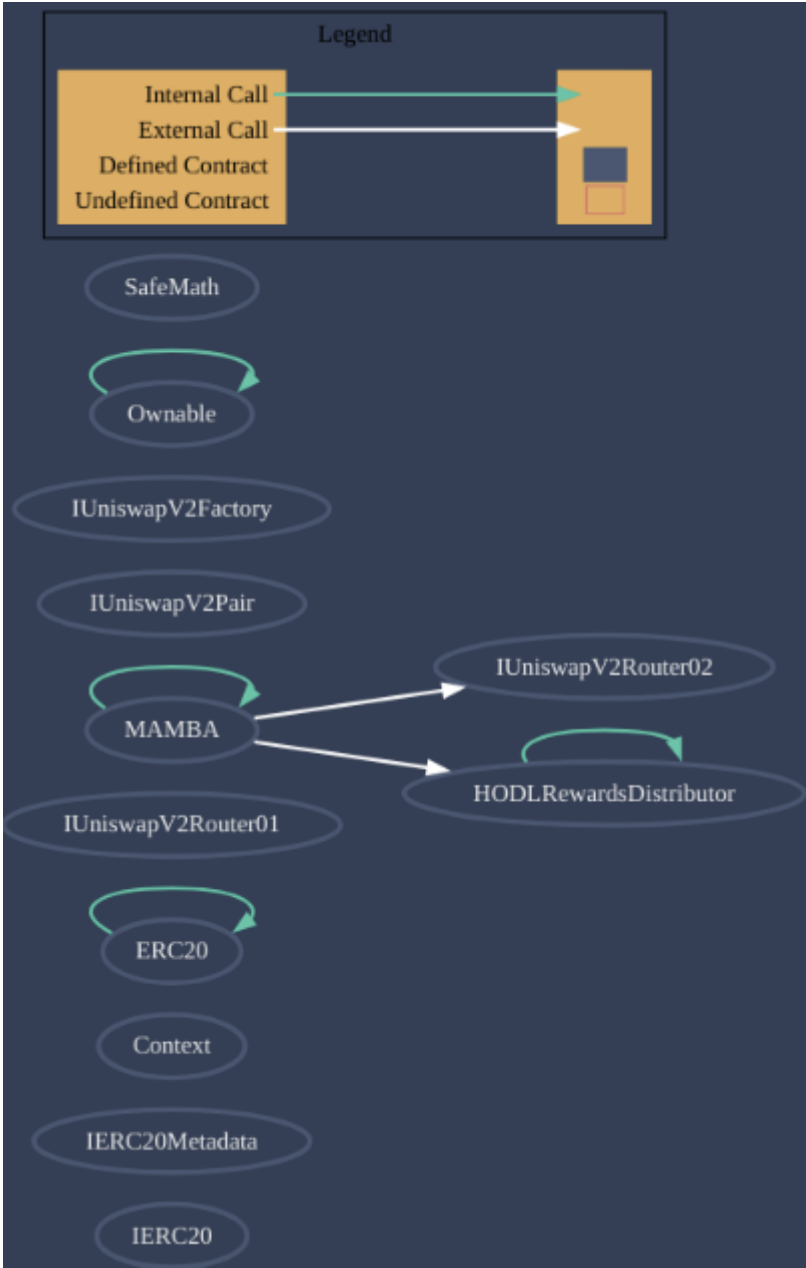 Legend
Internal Call
External Call
Defined Contract
Undefined Contract
SafeMath
Ownable
IUniswapV2Factory
IUniswapV2Pair
IUniswapV2Router02
MAMBA
HODLRewardsDistributor
IUniswapV2Router01
ERC20
Context
IERC20Metadata
IERC20